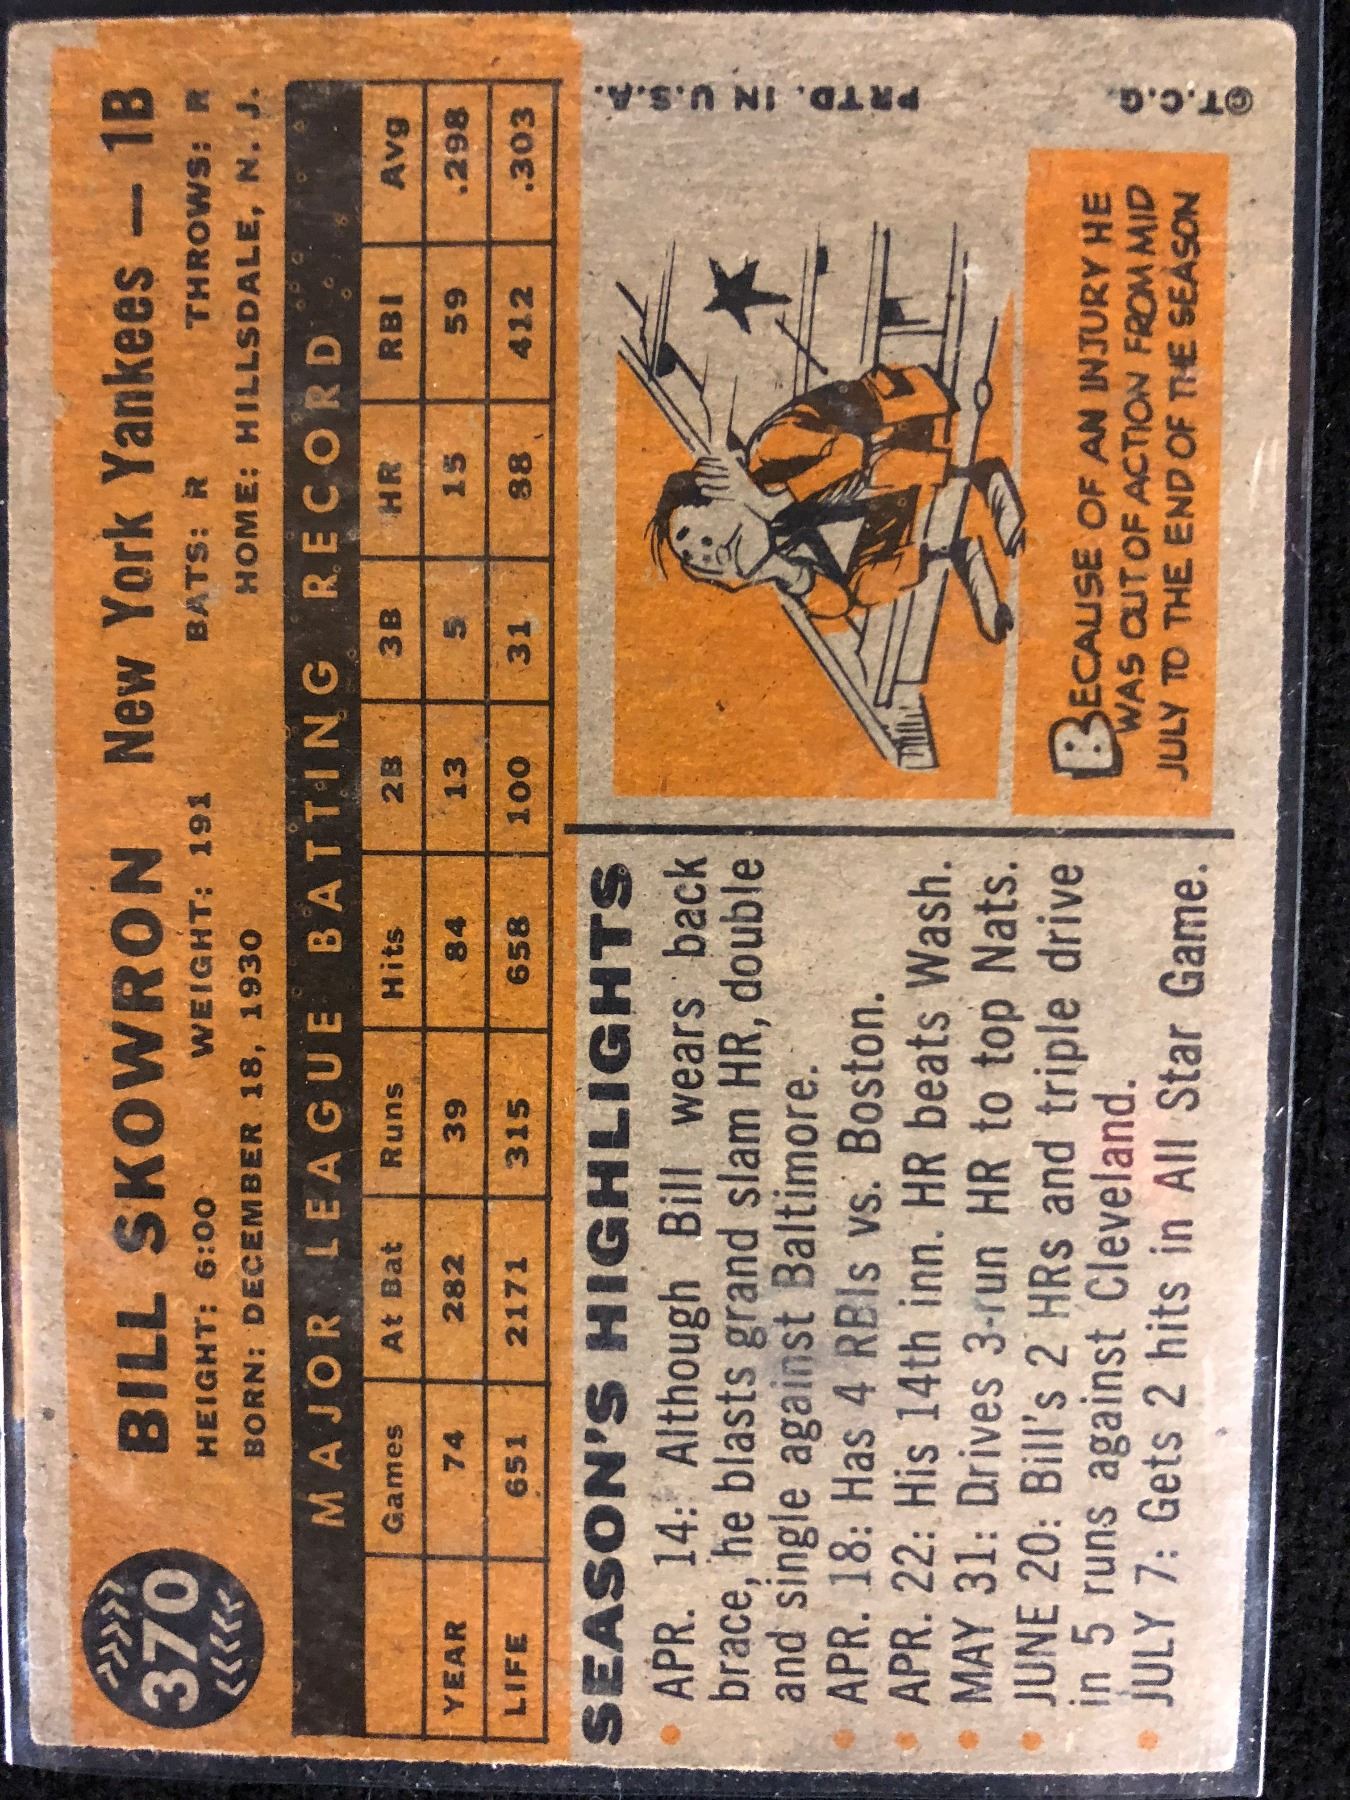 370
BILL SKOWRON New York Yankees — 1B
HEIGHT: 6:00 WEIGHT: 191 BATS: R THROWS: R
BORN: DECEMBER 18, 1930 HOME: HILLSDALE, N. J.
MAJOR LEAGUE BATTING RECORD
Games At Bat Runs Hits 2B 3B HR RBI Avg
YEAR 74 282 39 84 13 5 15 59 .298
LIFE 651 2171 315 658 100 31 88 412 .303
SEASON'S HIGHLIGHTS
APR. 14: Although Bill wears back
brace, he blasts grand slam HR, double
and single against Baltimore.
APR. 18: Has 4 RBIs vs. Boston.
APR. 22: His 14th inn. HR beats Wash.
MAY 31: Drives 3-run HR to top Nats.
JUNE 20: Bill's 2 HRs and triple drive
in 5 runs against Cleveland.
JULY 7: Gets 2 hits in All Star Game.
BECAUSE OF AN INJURY HE
WAS OUT OF ACTION FROM MID
JULY TO THE END OF THE SEASON
©T.C.G. PRTD. IN U.S.A.